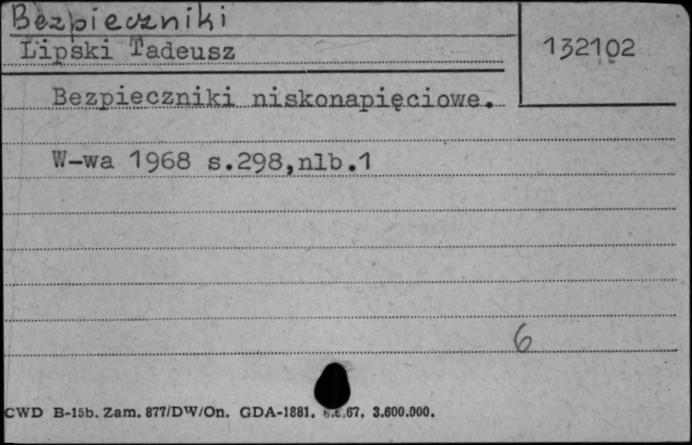 Bezpieczniki
Lipski Tadeusz
132102
Bezpieczniki niskonapięciowe.
W-wa 1968 s.298,nlb.1
6
CWD B-15b. Zam. 877/DW/On. GDA-1881. 67. 3.600.000.